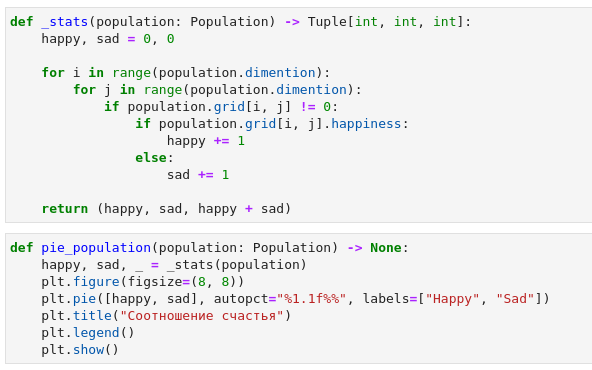 def _stats(population: Population) -> Tuple[int, int, int]:
    happy, sad = 0, 0

    for i in range(population.dimention):
        for j in range(population.dimention):
            if population.grid[i, j] != 0:
                if population.grid[i, j].happiness:
                    happy += 1
                else:
                    sad += 1

    return (happy, sad, happy + sad)

def pie_population(population: Population) -> None:
    happy, sad, _ = _stats(population)
    plt.figure(figsize=(8, 8))
    plt.pie([happy, sad], autopct="%1.1f%%", labels=["Happy", "Sad"])
    plt.title("Соотношение счастья")
    plt.legend()
    plt.show()